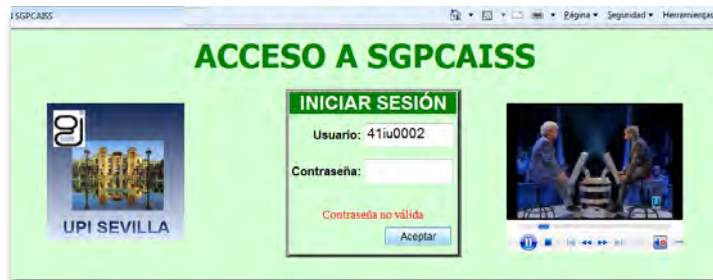 SGPCAISS
Página Seguridad Herramientas
ACCESO A SGPCAISS
INICIAR SESIÓN
Usuario: 41iu0002
Contraseña:
Contraseña no válida
Aceptar
UPI SEVILLA